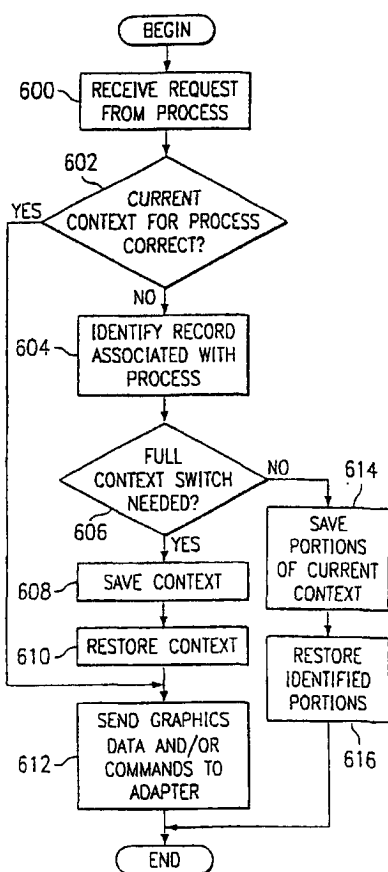 BEGIN
600
RECEIVE REQUEST
FROM PROCESS
602
YES
CURRENT
CONTEXT FOR PROCESS
CORRECT?
NO
604
IDENTIFY RECORD
ASSOCIATED WITH
PROCESS
FULL
CONTEXT SWITCH
NEEDED?
NO
606
YES
614
SAVE
PORTIONS
OF CURRENT
CONTEXT
608
SAVE CONTEXT
610
RESTORE CONTEXT
RESTORE
IDENTIFIED
PORTIONS
616
612
SEND GRAPHICS
DATA AND/OR
COMMANDS TO
ADAPTER
END